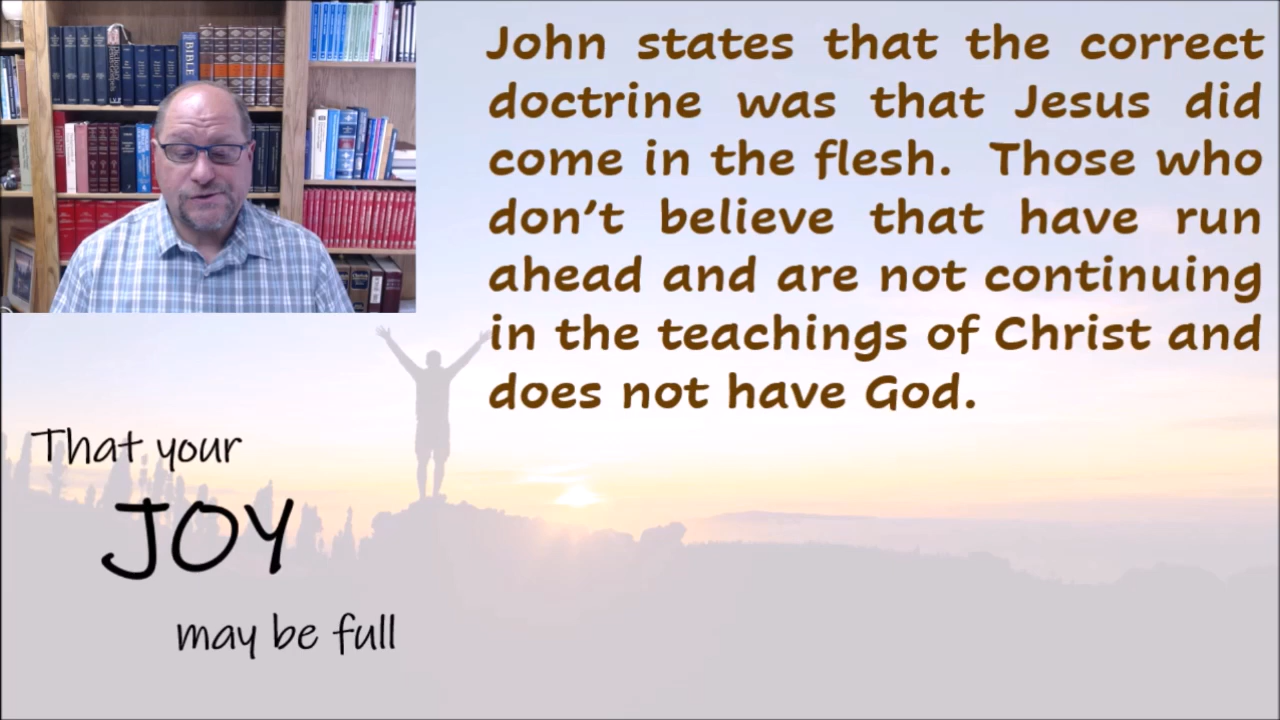 John states that the correct
doctrine was that Jesus did
come in the flesh. Those who
don't believe that have run
ahead and are not continuing
in the teachings of Christ and
does not have God.
That your
JOY
may be full
BIBLE